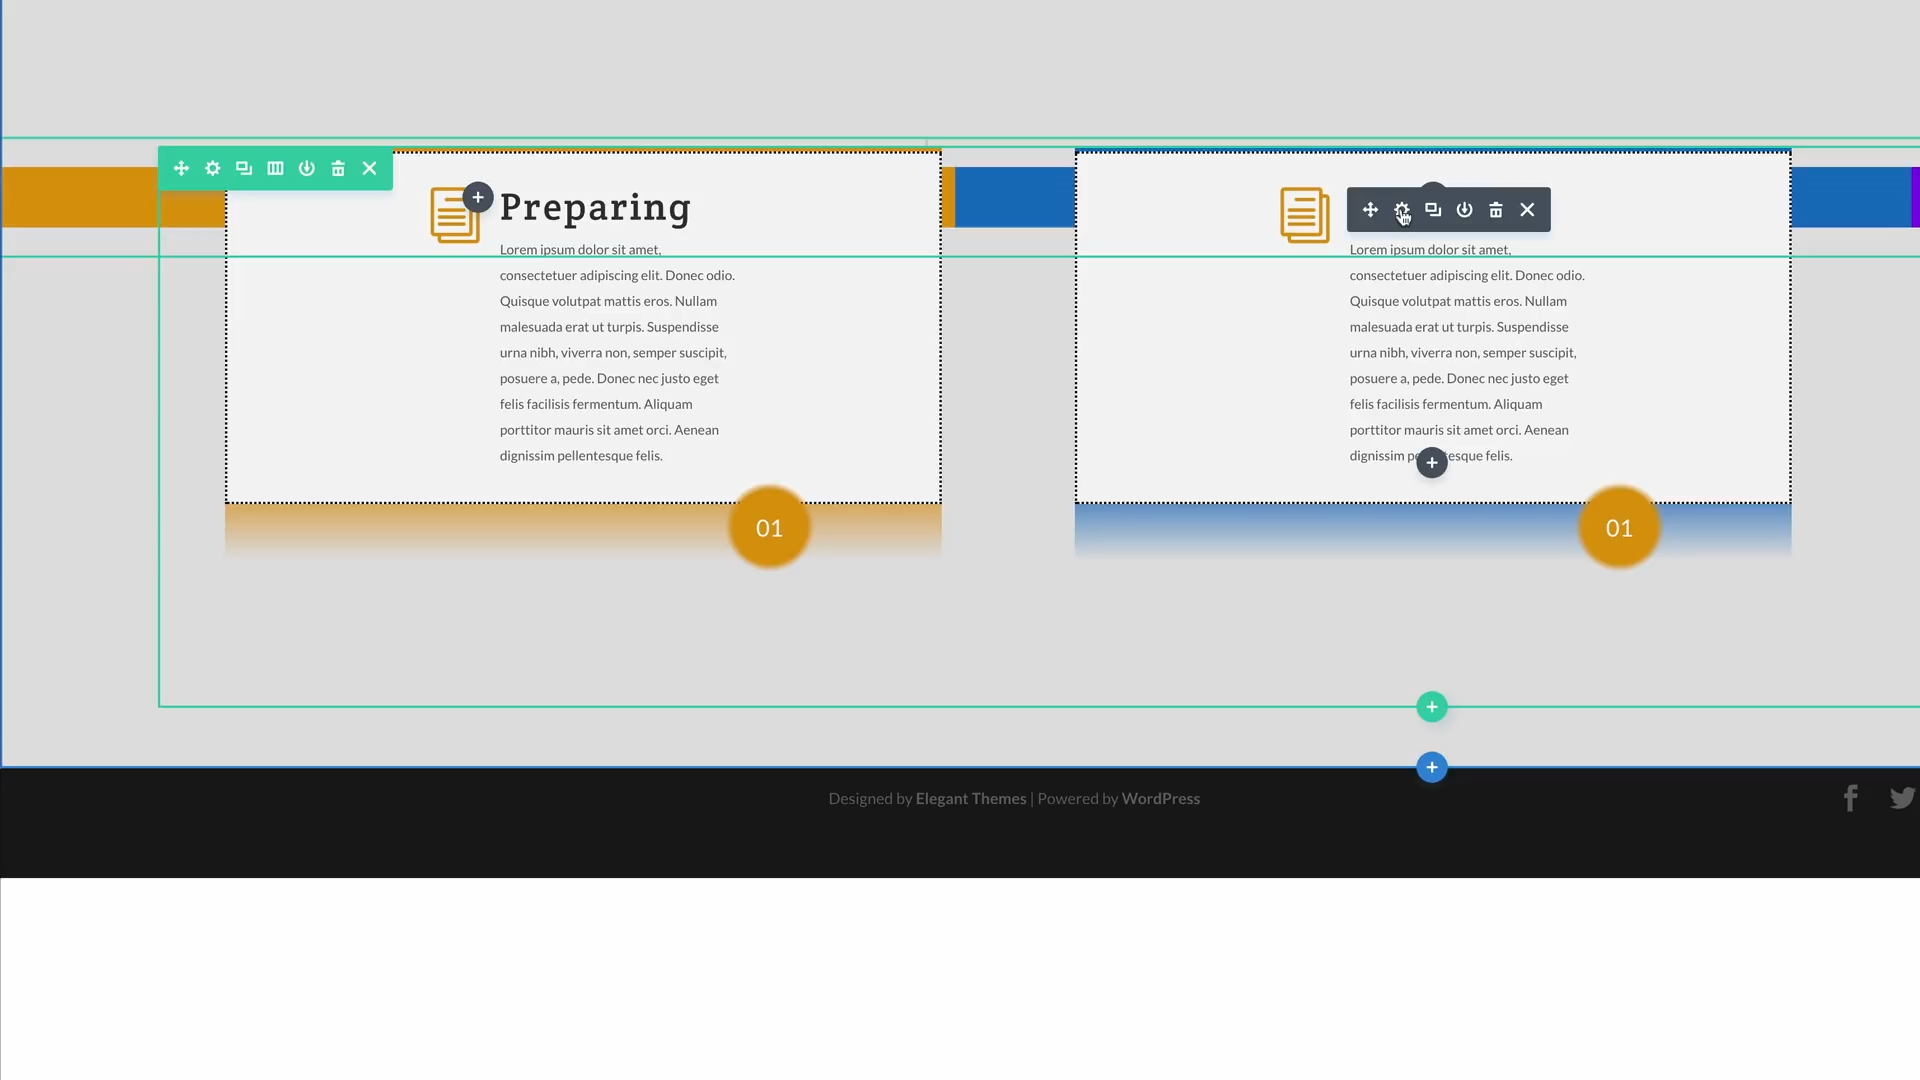 Preparing
Lorem ipsum dolor sit amet,
consectetuer adipiscing elit. Donec odio.
Quisque volutpat mattis eros. Nullam
malesuada erat ut turpis. Suspendisse
urna nibh, viverra non, semper suscipit,
posuere a, pede. Donec nec justo eget
felis facilisis fermentum. Aliquam
porttitor mauris sit amet orci. Aenean
dignissim pellentesque felis.
01
Lorem ipsum dolor sit amet,
consectetuer adipiscing elit. Donec odio.
Quisque volutpat mattis eros. Nullam
malesuada erat ut turpis. Suspendisse
urna nibh, viverra non, semper suscipit,
posuere a, pede. Donec nec justo eget
felis facilisis fermentum. Aliquam
porttitor mauris sit amet orci. Aenean
dignissim felis.
01
Designed by Elegant Themes | Powered by WordPress